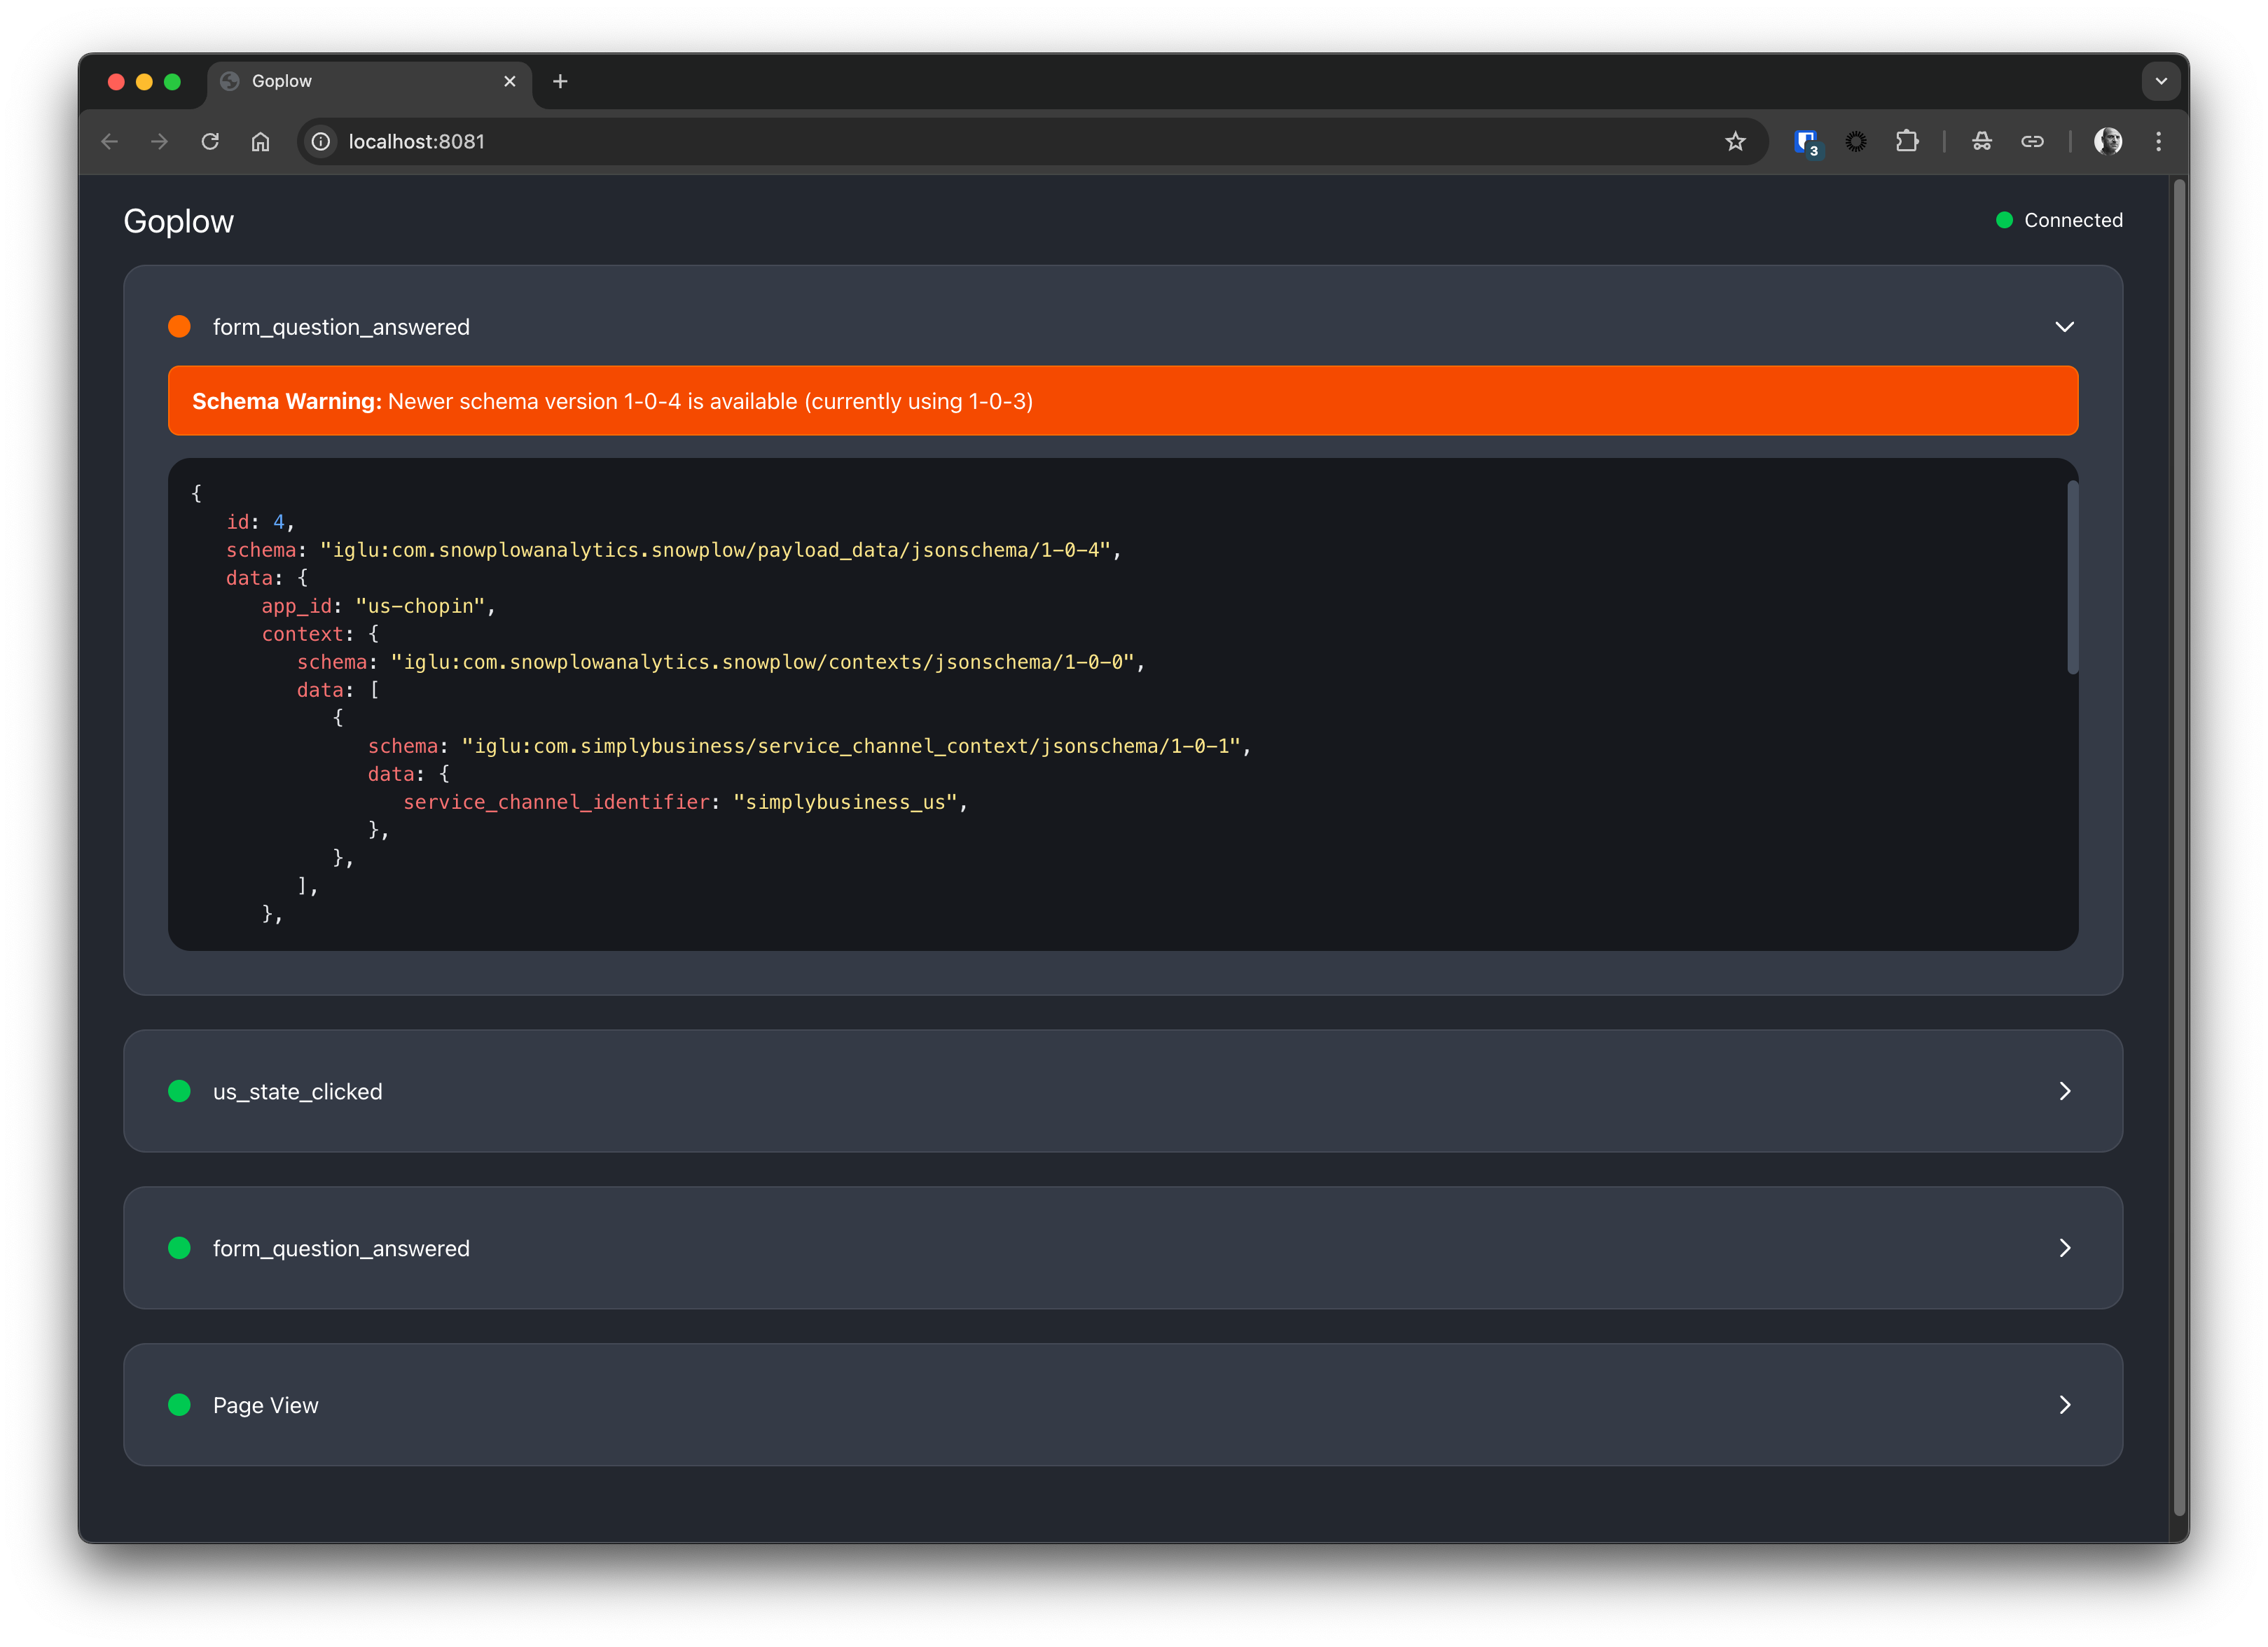 Goplow
localhost:8081
3
Goplow
Connected
form_question_answered
Schema Warning: Newer schema version 1-0-4 is available (currently using 1-0-3)
{
id: 4,
schema: "iglu:com.snowplowanalytics.snowplow/payload_data/jsonschema/1-0-4",
data: {
app_id: "us-chopin",
context: {
schema: "iglu:com.snowplowanalytics.snowplow/contexts/jsonschema/1-0-0",
data: [
{
schema: "iglu:com.simplybusiness/service_channel_context/jsonschema/1-0-1",
data: {
service_channel_identifier: "simplybusiness_us",
},
},
],
},
us_state_clicked
form_question_answered
Page View